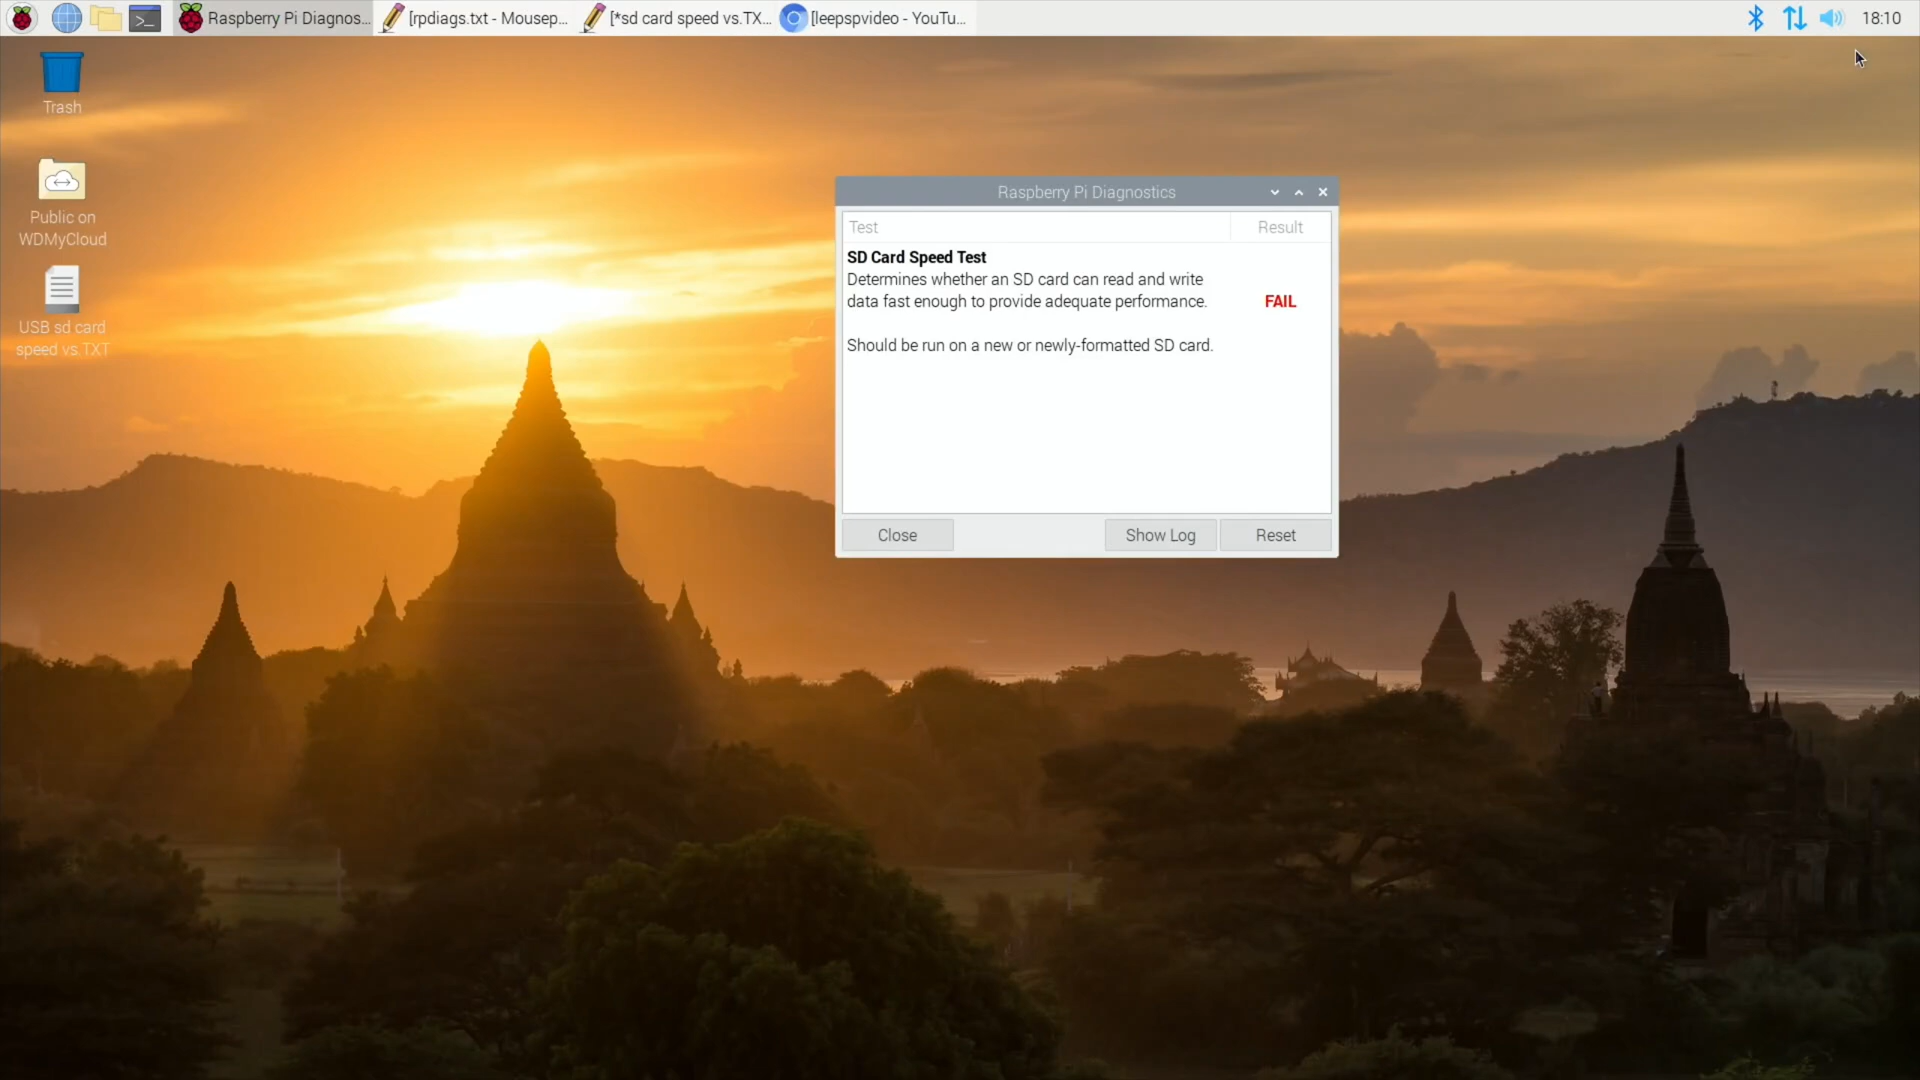 Raspberry Pi Diagnos...
[rpdiags.txt - Mousep...
[*sd card speed vs.TX...
[leepspvideo - YouTu...
18:10
Trash
Public on
WDMyCloud
USB sd card
speed vs.TXT
Raspberry Pi Diagnostics
Test
Result
SD Card Speed Test
Determines whether an SD card can read and write
data fast enough to provide adequate performance.
FAIL
Should be run on a new or newly-formatted SD card.
Close
Show Log
Reset